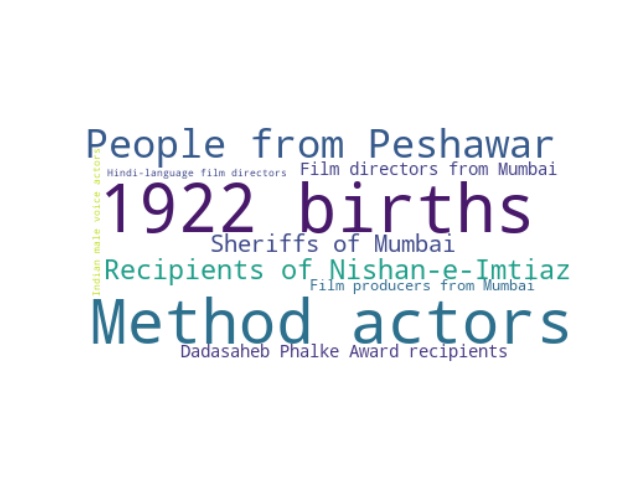 People from Peshawar
Film directors from Mumbai
Hindi-language film directors
1922 births
Sheriffs of Mumbai
Recipients of Nishan-e-Imtiaz
Film producers from Mumbai
Method actors
Dadasaheb Phalke Award recipients
Indian male voice actors